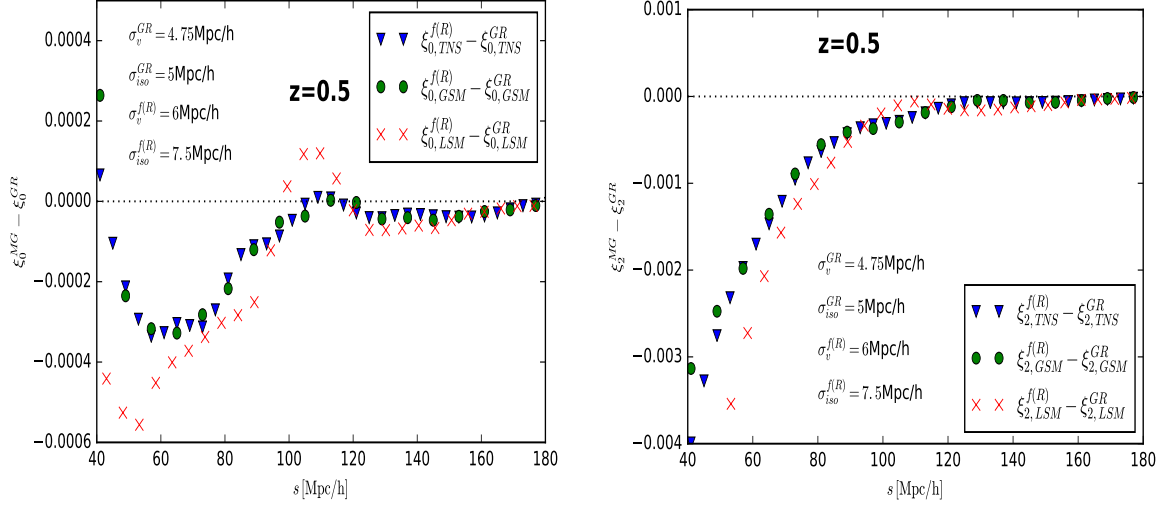 0.0004
0.0002
0.0000
−0.0002
−0.0004
−0.0006
ξ_0^{MG} − ξ_0^{GR}
σ_v^{GR} = 4.75Mpc/h
σ_{iso}^{GR} = 5Mpc/h
σ_v^{f(R)} = 6Mpc/h
σ_{iso}^{f(R)} = 7.5Mpc/h
z=0.5
ξ_{0,TNS}^{f(R)} − ξ_{0,TNS}^{GR}
ξ_{0,GSM}^{f(R)} − ξ_{0,GSM}^{GR}
ξ_{0,LSM}^{f(R)} − ξ_{0,LSM}^{GR}
40 60 80 100 120 140 160 180
s [Mpc/h]
0.001
0.000
−0.001
−0.002
−0.003
−0.004
ξ_2^{MG} − ξ_2^{GR}
z=0.5
σ_v^{GR} = 4.75Mpc/h
σ_{iso}^{GR} = 5Mpc/h
σ_v^{f(R)} = 6Mpc/h
σ_{iso}^{f(R)} = 7.5Mpc/h
ξ_{2,TNS}^{f(R)} − ξ_{2,TNS}^{GR}
ξ_{2,GSM}^{f(R)} − ξ_{2,GSM}^{GR}
ξ_{2,LSM}^{f(R)} − ξ_{2,LSM}^{GR}
40 60 80 100 120 140 160 180
s [Mpc/h]